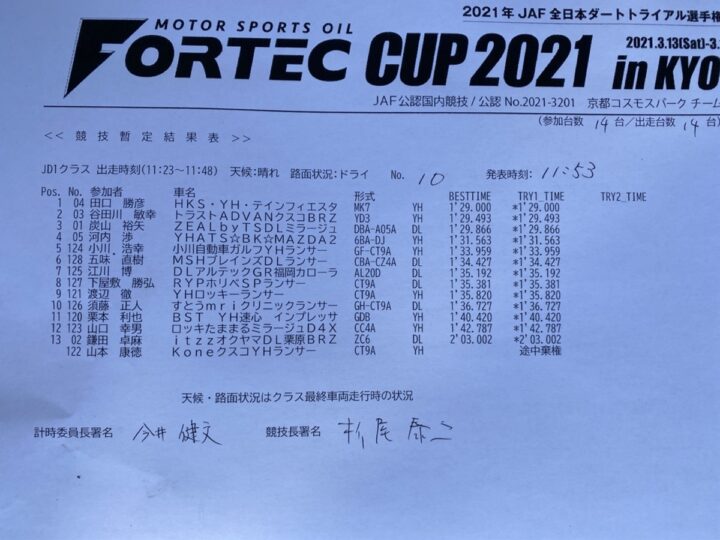 2021年 JAF 全日本ダートトライアル選手権
MOTOR SPORTS OIL
FORTEC CUP 2021 in KYO
2021.3.13(Sat)-3.
JAF公認国内競技/公認 No.2021-3201 京都コスモスパーク チーム
(参加台数 14 台/出走台数 14 台)
<< 競 技 暫 定 結 果 表 >>
JD1クラス 出走時刻(11:23～11:48) 天候:晴れ 路面状況:ドライ No. 10 発表時刻: 11:53
Pos. No. 参加者 車名 形式 BESTTIME TRY1_TIME TRY2_TIME
1 04 田口 勝彦 HKS・YH・テインフィエスタ MK7 YH 1'29.000 *1'29.000
2 03 谷田川 敏幸 トラストADVANクスコBRZ YD3 YH 1'29.493 *1'29.493
3 01 炭山 裕矢 ZEALbyTSDLミラージュ DBA-A05A DL 1'29.866 *1'29.866
4 05 河内 渉 YHATS☆BK☆MAZDA2 6BA-DJ YH 1'31.563 *1'31.563
5 124 小川 浩幸 小川自動車ガルフYHランサー GF-CT9A YH 1'33.959 *1'33.959
6 128 五味 直樹 MSHブレインズDLランサー CBA-CZ4A DL 1'34.427 *1'34.427
7 125 江川 博 DLアルテックGR福岡カローラ AL20D DL 1'35.192 *1'35.192
8 127 下屋敷 勝弘 RYPホリベSPランサー CT9A DL 1'35.381 *1'35.381
9 121 渡辺 徹 YHロッキーランサー CT9A YH 1'35.820 *1'35.820
10 126 須藤 正人 すとうmriクリニックランサー GH-CT9A DL 1'36.727 *1'36.727
11 120 栗本 利也 BST YH速心 インプレッサ GDB YH 1'40.420 *1'40.420
12 123 山口 幸男 ロッキたままるミラージュD4X CC4A YH 1'42.787 *1'42.787
13 02 鎌田 卓麻 itzzオクヤマDL栗原BRZ ZC6 DL 2'03.002 *2'03.002
122 山本 康徳 KoneクスコYHランサー CT9A YH 途中棄権
天候・路面状況はクラス最終車両走行時の状況
計時委員長署名 今井 健文 競技長署名 杉尾 泰二